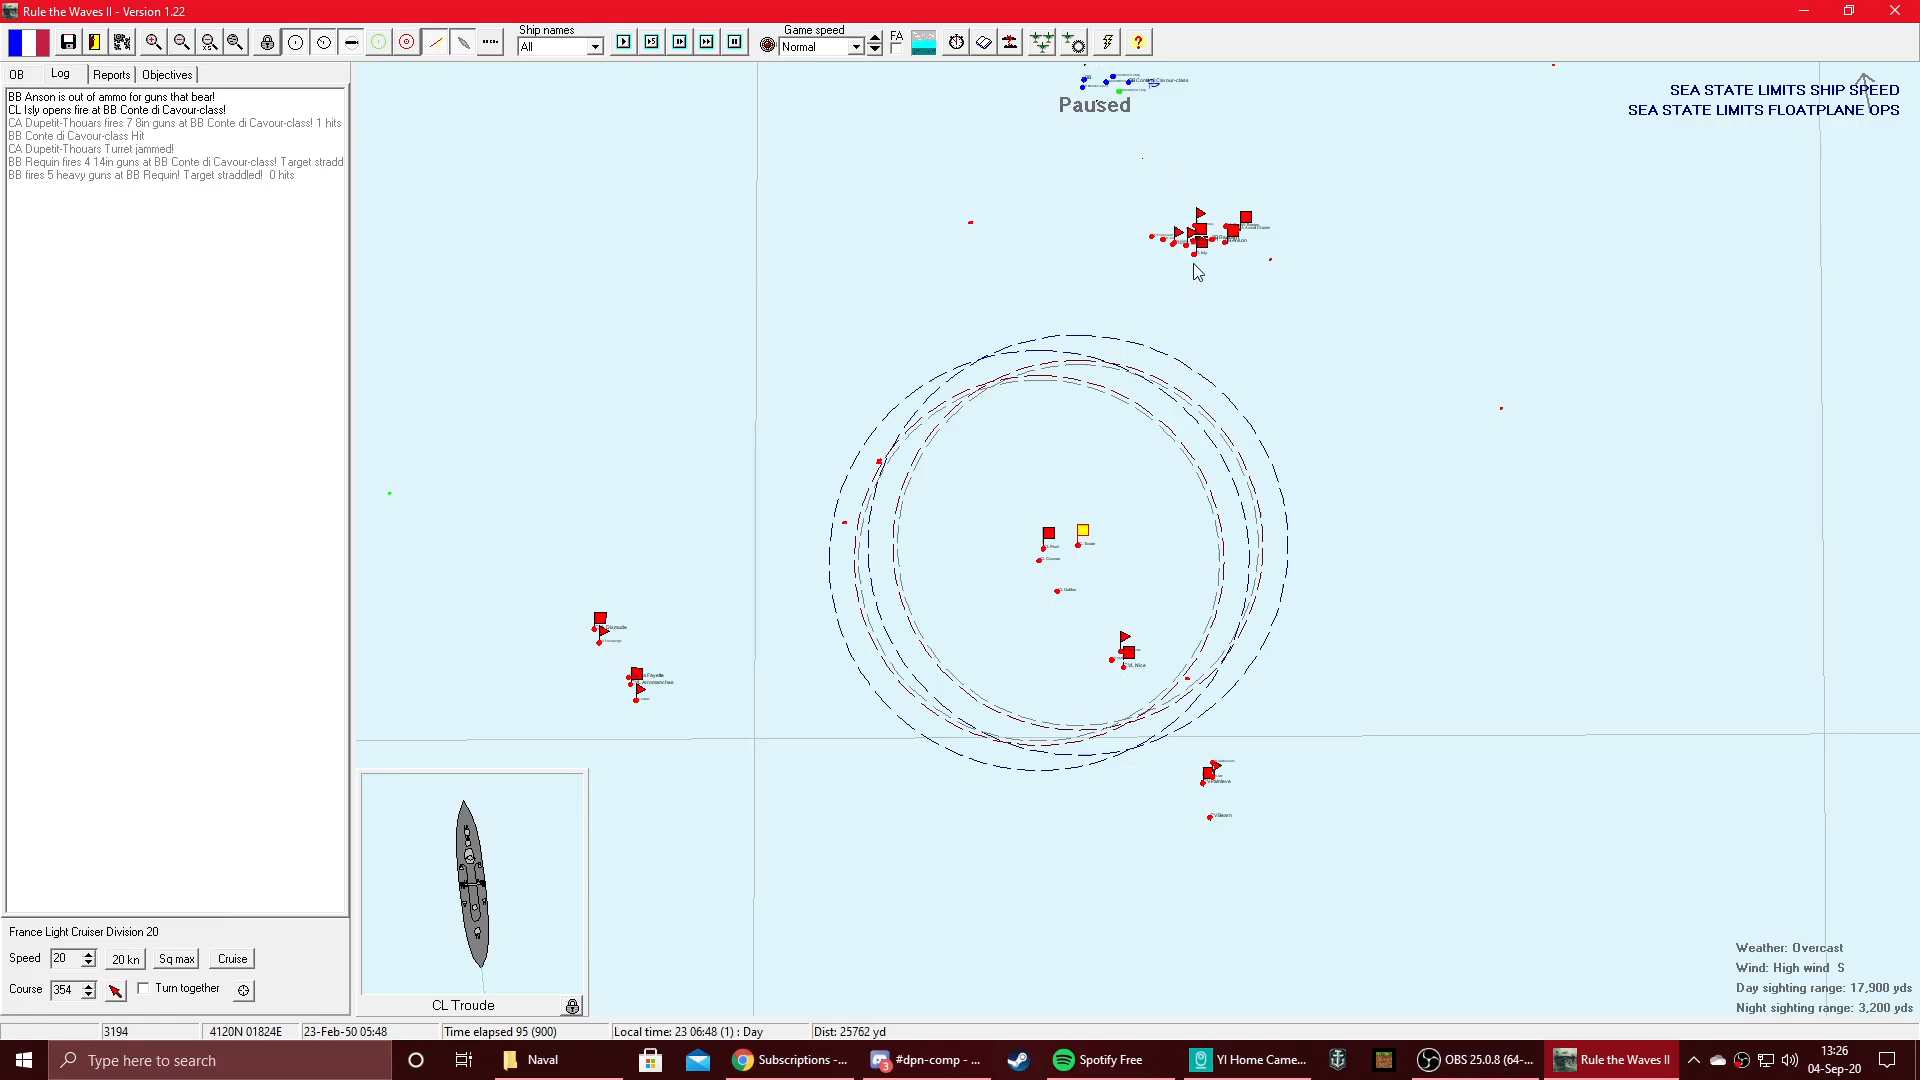 Rule the Waves II - Version 1.22
Ship names
All
Game speed
Normal
FA
OB
Log
Reports
Objectives
BB Anson is out of ammo for guns that bear!
CL Isly opens fire at BB Conte di Cavour-class!
CA Dupetit-Thouars fires 7 8in guns at BB Conte di Cavour-class! 1 hits
BB Conte di Cavour-class Hit
CA Dupetit-Thouars Turret jammed!
BB Requin fires 4 14in guns at BB Conte di Cavour-class! Target stradd
BB fires 5 heavy guns at BB Requin! Target straddled!  0 hits
Paused
SEA STATE LIMITS SHIP SPEED
SEA STATE LIMITS FLOATPLANE OPS
Weather: Overcast
Wind: High wind  S
Day sighting range: 17,900 yds
Night sighting range: 3,200 yds
France Light Cruiser Division 20
Speed
20
20 kn
Sq max
Cruise
Course
354
Turn together
CL Troude
3194
4120N 01824E
23-Feb-50 05:48
Time elapsed 95 (900)
Local time: 23 06:48 (1) : Day
Dist: 25762 yd
Type here to search
Naval
Subscriptions -...
3
#dpn-comp - ...
Spotify Free
YI Home Came...
OBS 25.0.8 (64-...
Rule the Waves II
13:26
04-Sep-20